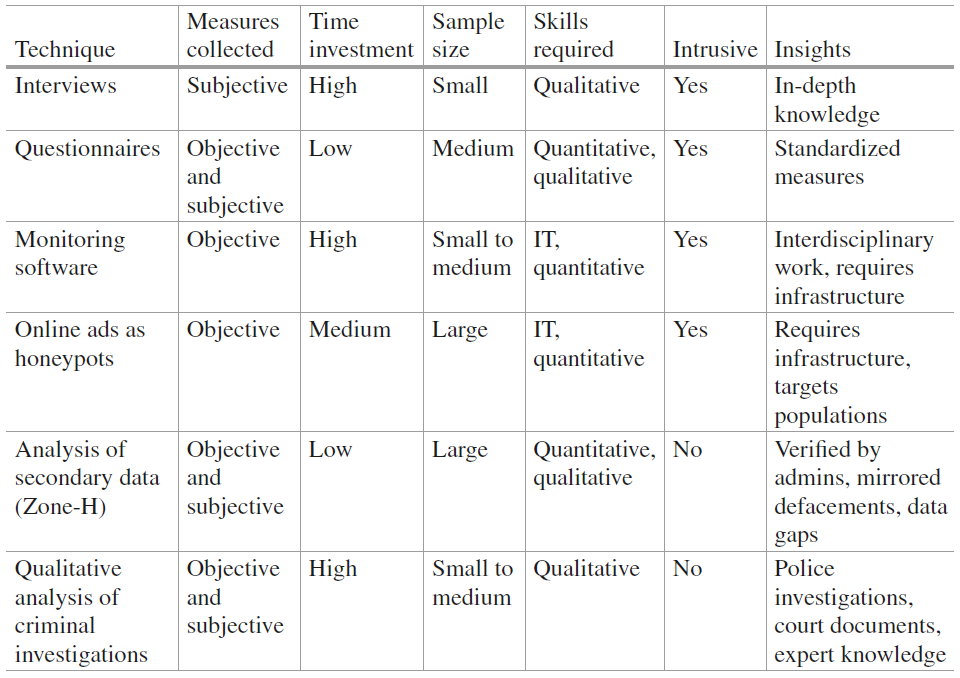 Technique Measures collected Time investment Sample size Skills required Intrusive Insights
Interviews Subjective High Small Qualitative Yes In-depth knowledge
Questionnaires Objective and subjective Low Medium Quantitative, qualitative Yes Standardized measures
Monitoring software Objective High Small to medium IT, quantitative Yes Interdisciplinary work, requires infrastructure
Online ads as honeypots Objective Medium Large IT, quantitative Yes Requires infrastructure, targets populations
Analysis of secondary data (Zone-H) Objective and subjective Low Large Quantitative, qualitative No Verified by admins, mirrored defacements, data gaps
Qualitative analysis of criminal investigations Objective and subjective High Small to medium Qualitative No Police investigations, court documents, expert knowledge